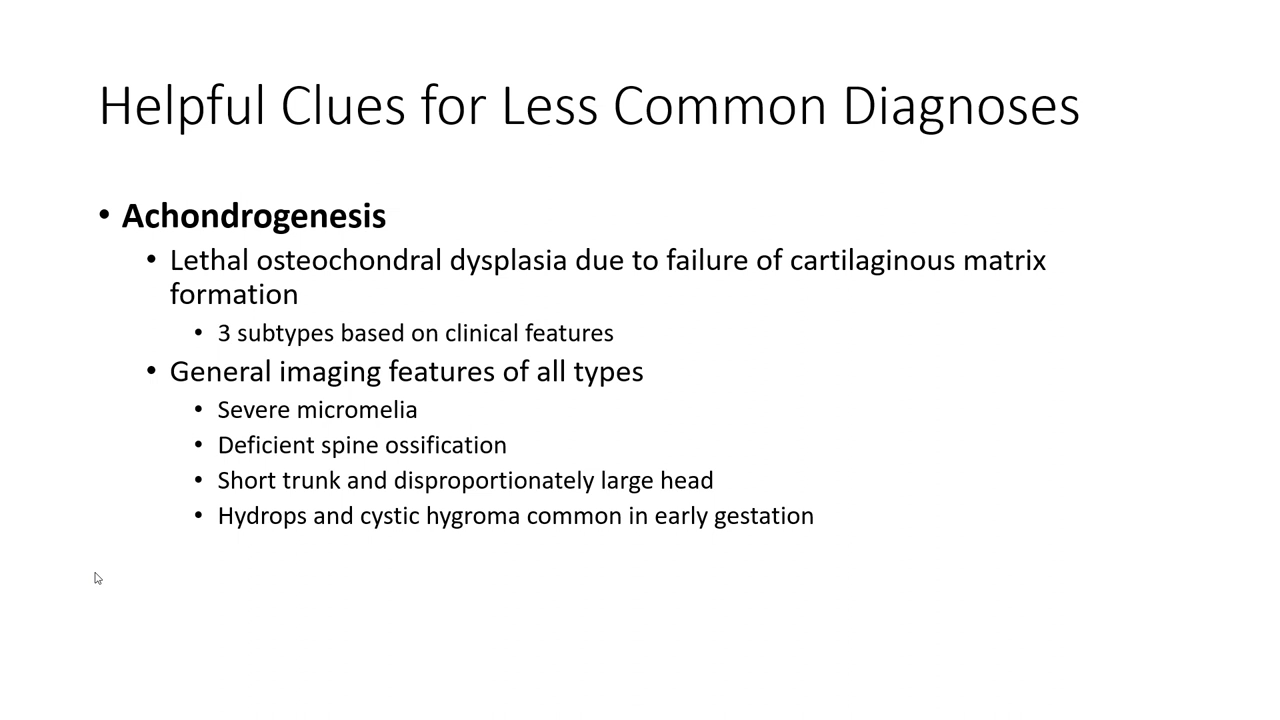 Helpful Clues for Less Common Diagnoses
• Achondrogenesis
• Lethal osteochondral dysplasia due to failure of cartilaginous matrix
formation
• 3 subtypes based on clinical features
• General imaging features of all types
• Severe micromelia
• Deficient spine ossification
• Short trunk and disproportionately large head
• Hydrops and cystic hygroma common in early gestation